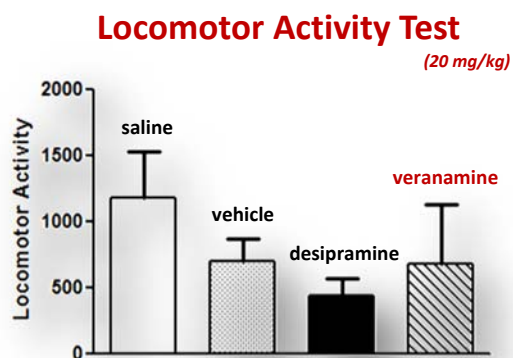 Locomotor Activity Test
(20 mg/kg)
2000
1500
1000
500
0
Locomotor Activity
saline
vehicle
desipramine
veranamine